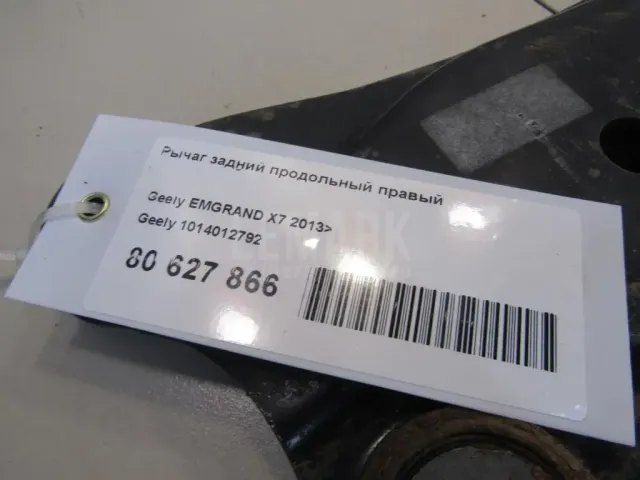 Рычаг задний продольный правый
Geely EMGRAND X7 2013>
Geely 1014012792
80 627 866